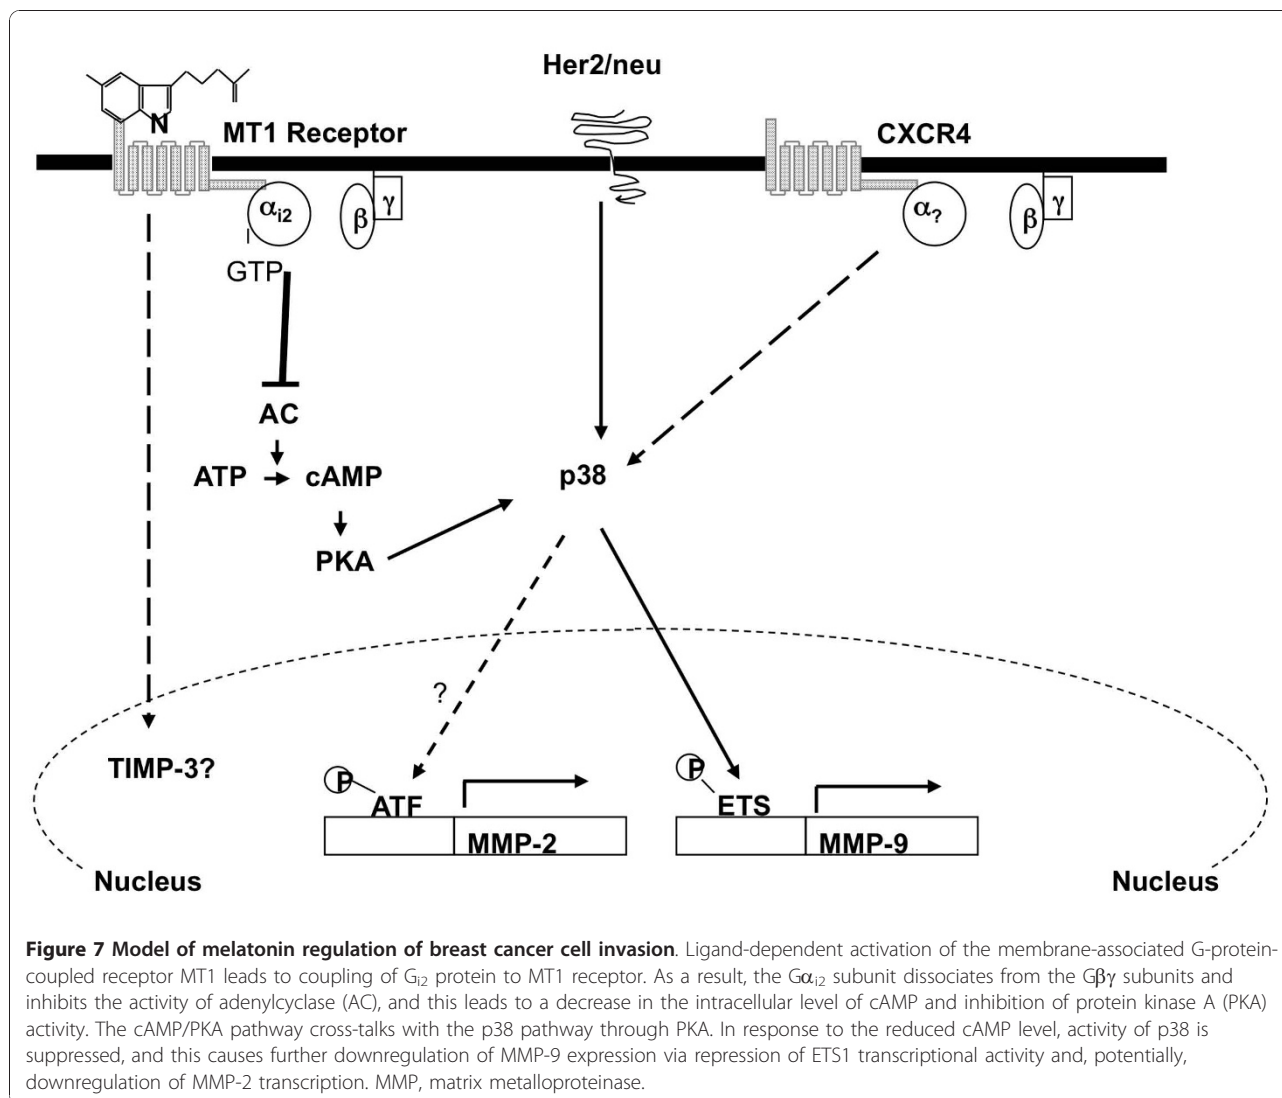 Her2/neu
N
MT1 Receptor
CXCR4
αi2
β
γ
α?
β
γ
GTP
AC
ATP
cAMP
p38
PKA
?
TIMP-3?
P
ATF
MMP-2
P
ETS
MMP-9
Nucleus
Nucleus
Figure 7 Model of melatonin regulation of breast cancer cell invasion. Ligand-dependent activation of the membrane-associated G-protein-
coupled receptor MT1 leads to coupling of Gi2 protein to MT1 receptor. As a result, the Gαi2 subunit dissociates from the Gβγ subunits and
inhibits the activity of adenylcyclase (AC), and this leads to a decrease in the intracellular level of cAMP and inhibition of protein kinase A (PKA)
activity. The cAMP/PKA pathway cross-talks with the p38 pathway through PKA. In response to the reduced cAMP level, activity of p38 is
suppressed, and this causes further downregulation of MMP-9 expression via repression of ETS1 transcriptional activity and, potentially,
downregulation of MMP-2 transcription. MMP, matrix metalloproteinase.